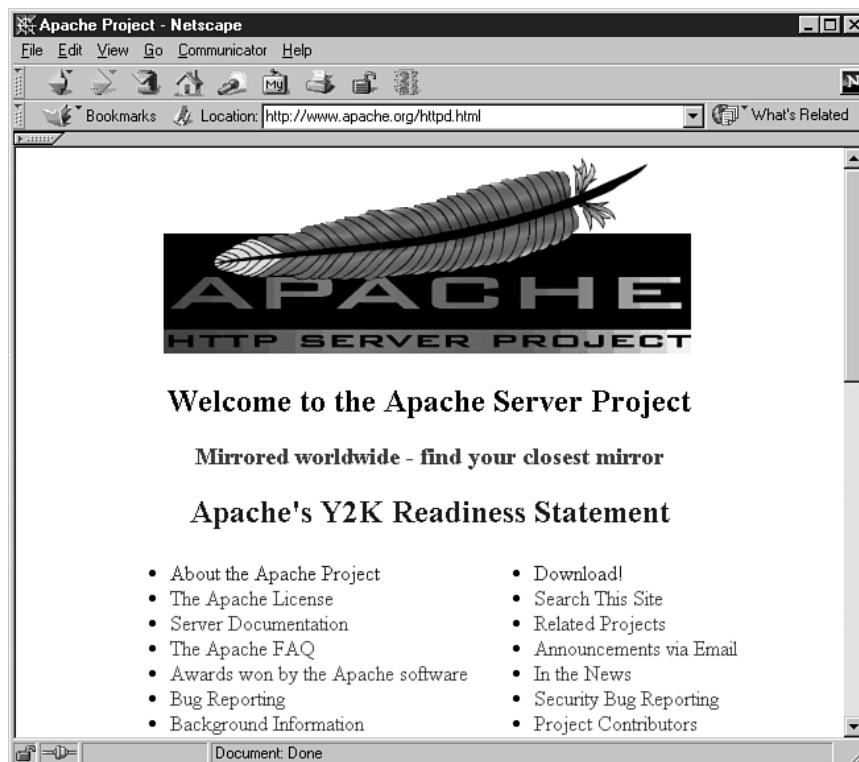 Apache Project - Netscape
File Edit View Go Communicator Help
My
N
Bookmarks Location: http://www.apache.org/httpd.html What's Related
APACHE
HTTP SERVER PROJECT
Welcome to the Apache Server Project
Mirrored worldwide - find your closest mirror
Apache's Y2K Readiness Statement
• About the Apache Project
• The Apache License
• Server Documentation
• The Apache FAQ
• Awards won by the Apache software
• Bug Reporting
• Background Information
• Download!
• Search This Site
• Related Projects
• Announcements via Email
• In the News
• Security Bug Reporting
• Project Contributors
Document: Done